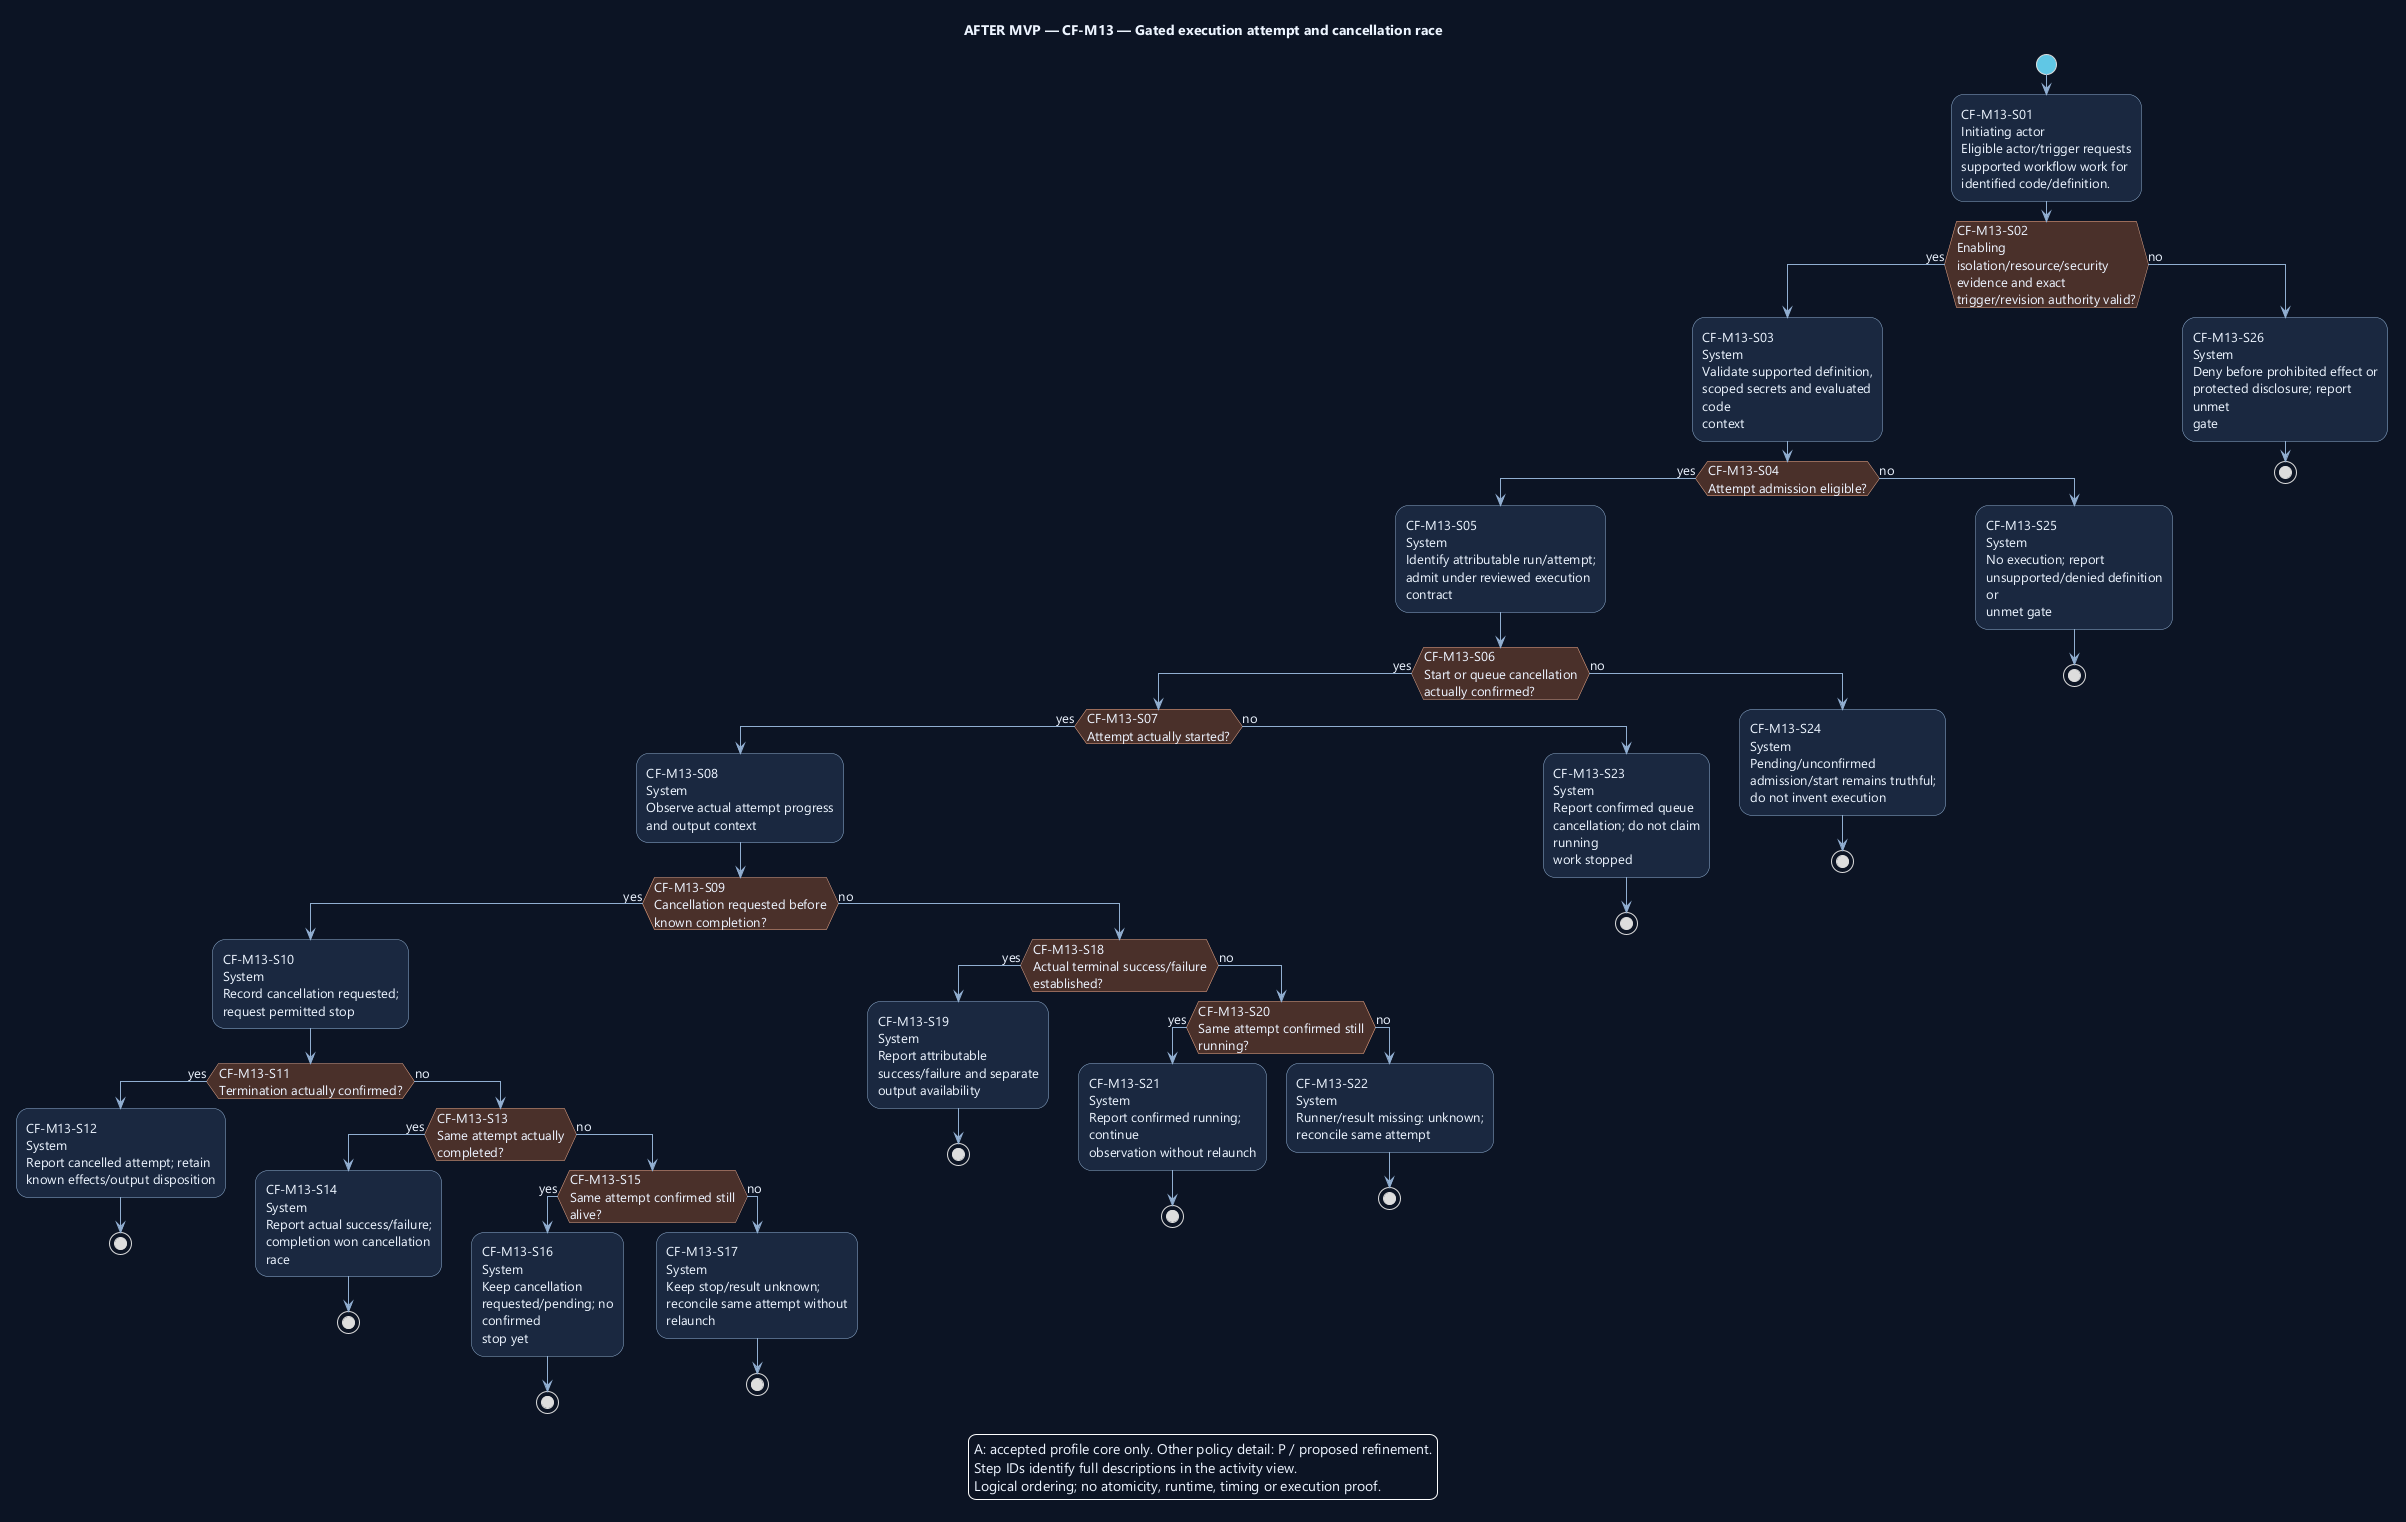 AFTER MVP — CF-M13 — Gated execution attempt and cancellation race
CF-M13-S01
Initiating actor
Eligible actor/trigger requests
supported workflow work for
identified code/definition.
CF-M13-S02
Enabling
isolation/resource/security
evidence and exact
trigger/revision authority valid?
yes
no
CF-M13-S03
System
Validate supported definition,
scoped secrets and evaluated
code
context
CF-M13-S26
System
Deny before prohibited effect or
protected disclosure; report
unmet
gate
CF-M13-S04
Attempt admission eligible?
yes
no
CF-M13-S05
System
Identify attributable run/attempt;
admit under reviewed execution
contract
CF-M13-S25
System
No execution; report
unsupported/denied definition
or
unmet gate
CF-M13-S06
Start or queue cancellation
actually confirmed?
yes
no
CF-M13-S07
Attempt actually started?
yes
no
CF-M13-S24
System
Pending/unconfirmed
admission/start remains truthful;
do not invent execution
CF-M13-S08
System
Observe actual attempt progress
and output context
CF-M13-S23
System
Report confirmed queue
cancellation; do not claim
running
work stopped
CF-M13-S09
Cancellation requested before
known completion?
yes
no
CF-M13-S10
System
Record cancellation requested;
request permitted stop
CF-M13-S18
Actual terminal success/failure
established?
yes
no
CF-M13-S19
System
Report attributable
success/failure and separate
output availability
CF-M13-S20
Same attempt confirmed still
running?
yes
no
CF-M13-S21
System
Report confirmed running;
continue
observation without relaunch
CF-M13-S22
System
Runner/result missing: unknown;
reconcile same attempt
CF-M13-S11
Termination actually confirmed?
yes
no
CF-M13-S12
System
Report cancelled attempt; retain
known effects/output disposition
CF-M13-S13
Same attempt actually
completed?
yes
no
CF-M13-S14
System
Report actual success/failure;
completion won cancellation
race
CF-M13-S15
Same attempt confirmed still
alive?
yes
no
CF-M13-S16
System
Keep cancellation
requested/pending; no
confirmed
stop yet
CF-M13-S17
System
Keep stop/result unknown;
reconcile same attempt without
relaunch
A: accepted profile core only. Other policy detail: P / proposed refinement.
Step IDs identify full descriptions in the activity view.
Logical ordering; no atomicity, runtime, timing or execution proof.